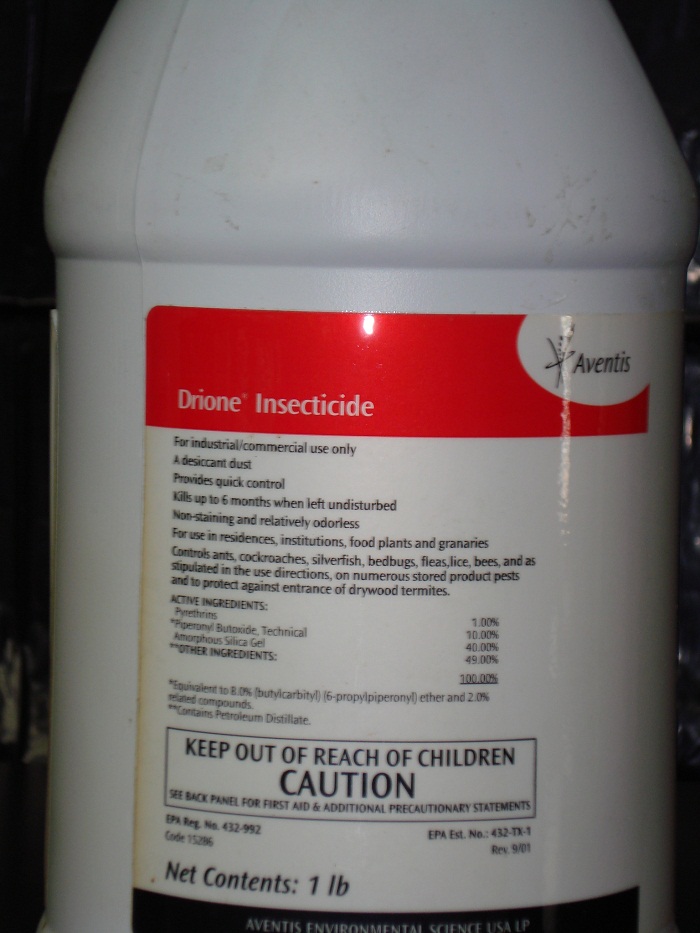 Aventis
Drione® Insecticide
For industrial/commercial use only
A desiccant dust
Provides quick control
Kills up to 6 months when left undisturbed
Non-staining and relatively odorless
For use in residences, institutions, food plants and granaries
Controls ants, cockroaches, silverfish, bedbugs, fleas,lice, bees, and as
stipulated in the use directions, on numerous stored product pests
and to protect against entrance of drywood termites.
ACTIVE INGREDIENTS:
Pyrethrins 1.00%
*Piperonyl Butoxide, Technical 10.00%
Amorphous Silica Gel 40.00%
**OTHER INGREDIENTS: 49.00%
100.00%
*Equivalent to 8.0% (butylcarbityl) (6-propylpiperonyl) ether and 2.0%
related compounds.
**Contains Petroleum Distillate.
KEEP OUT OF REACH OF CHILDREN
CAUTION
SEE BACK PANEL FOR FIRST AID & ADDITIONAL PRECAUTIONARY STATEMENTS
EPA Reg. No. 432-992 EPA Est. No.: 432-TX-1
Code 15286 Rev. 9/01
Net Contents: 1 lb
AVENTIS ENVIRONMENTAL SCIENCE USA LP